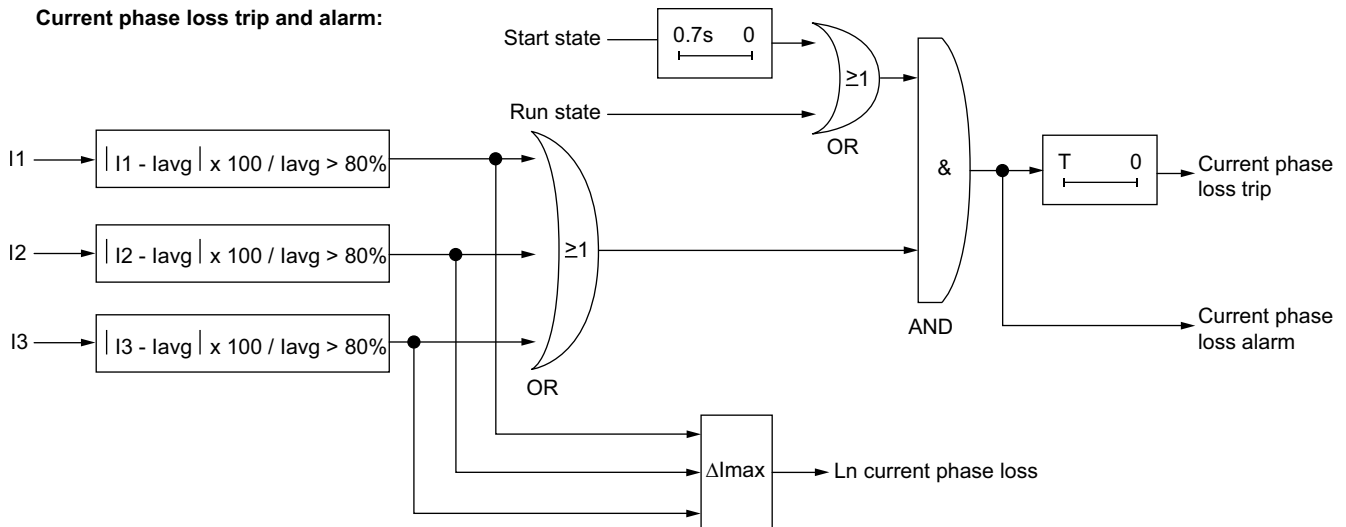 Current phase loss trip and alarm:
Start state
0.7s 0
≥1
Run state
OR
I1
| I1 - Iavg | x 100 / Iavg > 80%
&
T 0
Current phase
loss trip
I2
| I2 - Iavg | x 100 / Iavg > 80%
≥1
I3
| I3 - Iavg | x 100 / Iavg > 80%
AND
Current phase
loss alarm
OR
ΔImax
Ln current phase loss